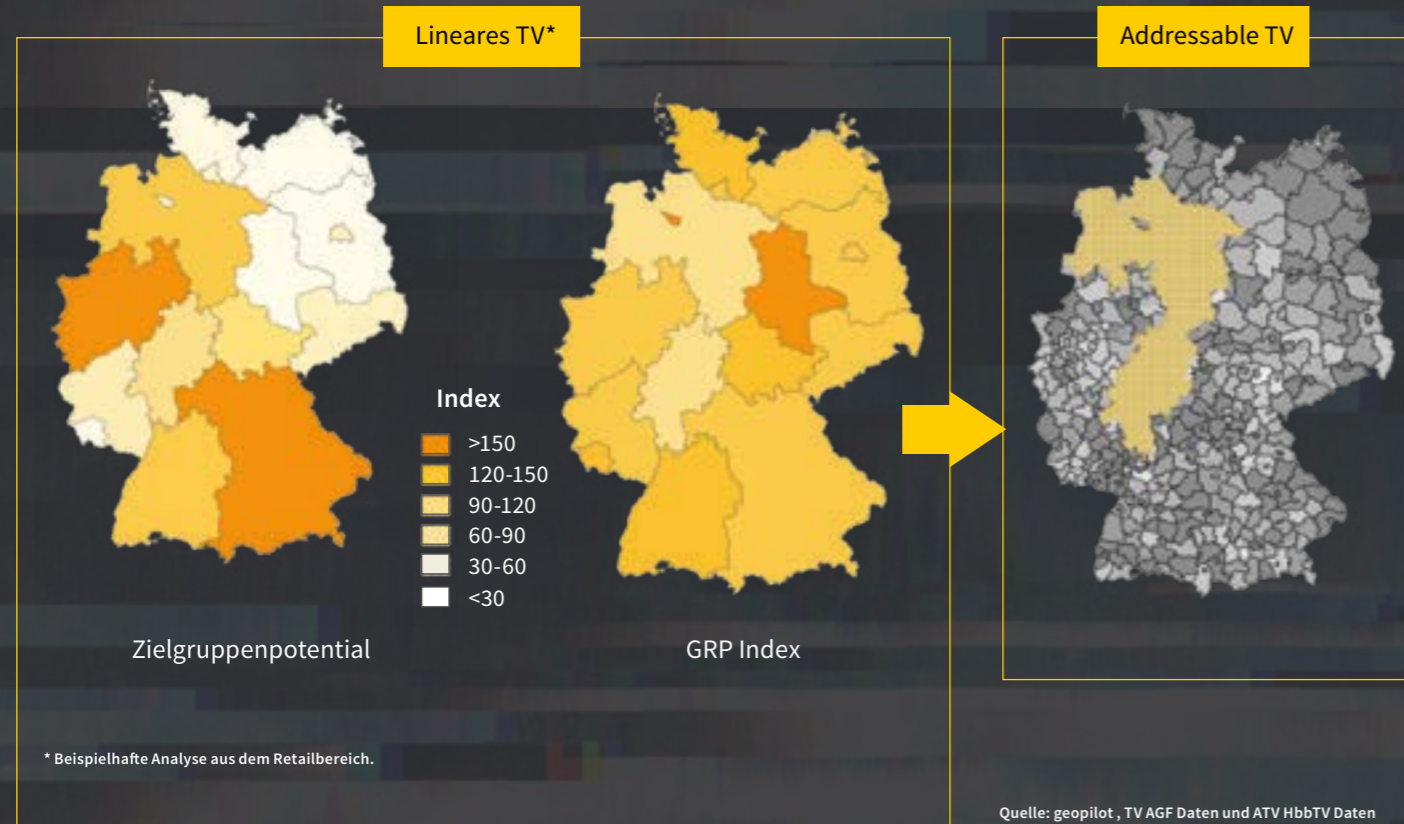 Lineares TV*
Addressable TV
Index
>150
120-150
90-120
60-90
30-60
<30
Zielgruppenpotential
GRP Index
* Beispielhafte Analyse aus dem Retailbereich.
Quelle: geopilot , TV AGF Daten und ATV HbbTV Daten